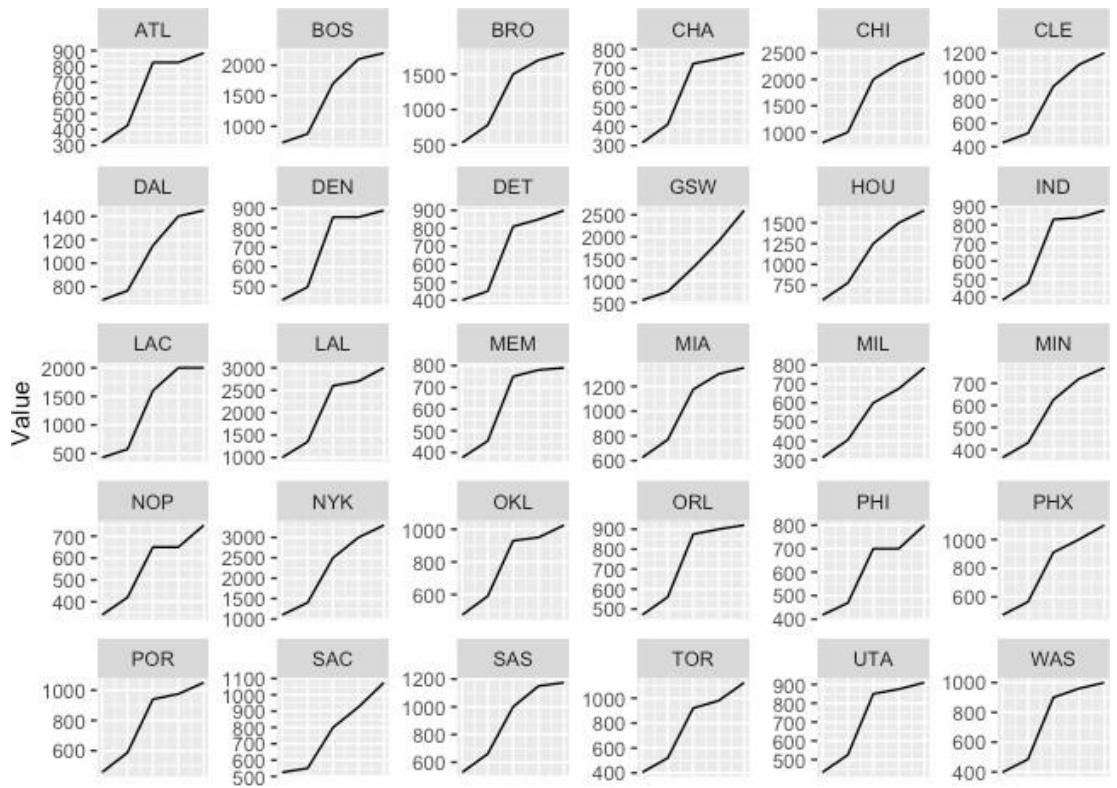 ATL BOS BRO CHA CHI CLE
900 800 700 600 500 400 300
2000 1500 1000
1500 1000 500
800 700 600 500 400 300
2500 2000 1500 1000
1200 1000 800 600 400
DAL DEN DET GSW HOU IND
1400 1200 1000 800
900 800 700 600 500
900 800 700 600 500 400
2500 2000 1500 1000 500
1500 1250 1000 750
900 800 700 600 500 400
Value
LAC LAL MEM MIA MIL MIN
2000 1500 1000 500
3000 2500 2000 1500 1000
800 700 600 500 400
1200 1000 800 600
800 700 600 500 400 300
700 600 500 400
NOP NYK OKL ORL PHI PHX
700 600 500 400
3000 2500 2000 1500 1000
1000 800 600
900 800 700 600 500
800 700 600 500 400
1000 800 600
POR SAC SAS TOR UTA WAS
1000 800 600
1100 1000 900 800 700 600 500
1200 1000 800 600
1000 800 600 400
900 800 700 600 500
1000 800 600 400